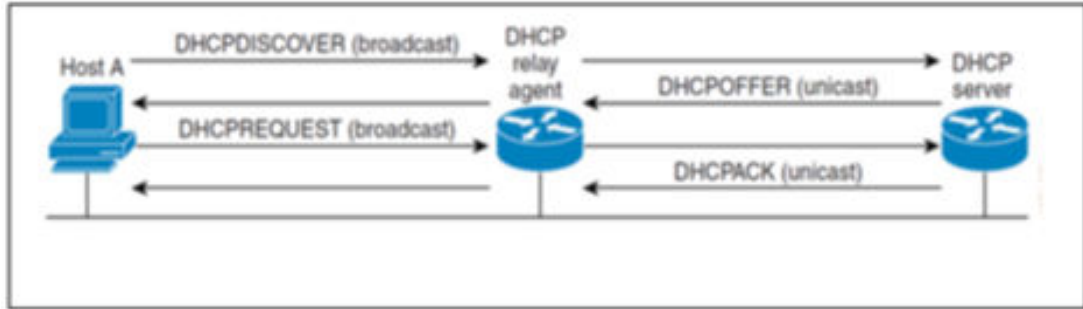 DHCPDISCOVER (broadcast)
Host A
DHCP
relay
agent
DHCP
server
DHCPOFFER (unicast)
DHCPREQUEST (broadcast)
DHCPACK (unicast)